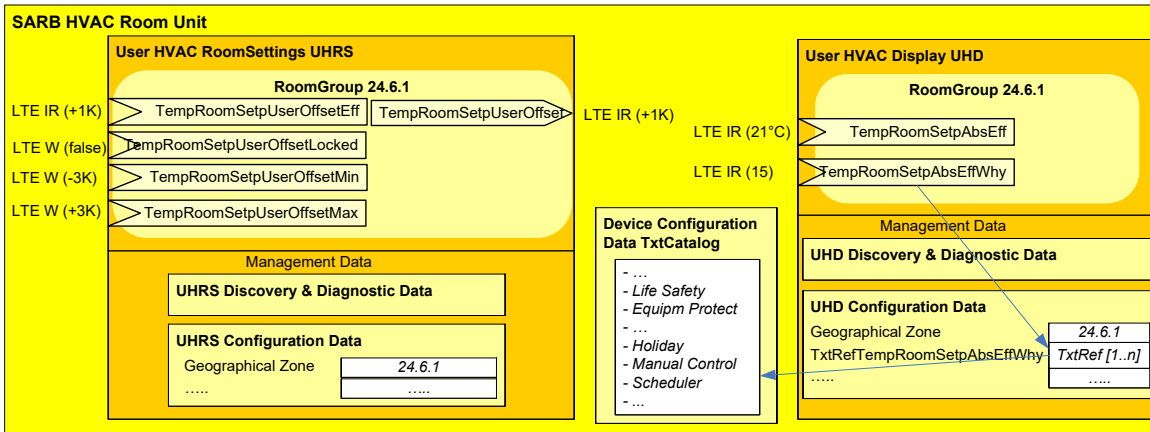 SARB HVAC Room Unit
User HVAC RoomSettings UHRS
RoomGroup 24.6.1
LTE IR (+1K)
TempRoomSetpUserOffsetEff
TempRoomSetpUserOffset
LTE IR (+1K)
LTE W (false)
TempRoomSetpUserOffsetLocked
LTE W (-3K)
TempRoomSetpUserOffsetMin
LTE W (+3K)
TempRoomSetpUserOffsetMax
Management Data
UHRS Discovery & Diagnostic Data
UHRS Configuration Data
Geographical Zone
24.6.1
.....
.....
Device Configuration
Data TxtCatalog
- ...
- Life Safety
- Equipm Protect
- ...
- Holiday
- Manual Control
- Scheduler
- ...
User HVAC Display UHD
RoomGroup 24.6.1
LTE IR (21°C)
TempRoomSetpAbsEff
LTE IR (15)
TempRoomSetpAbsEffWhy
Management Data
UHD Discovery & Diagnostic Data
UHD Configuration Data
Geographical Zone
24.6.1
TxtRefTempRoomSetpAbsEffWhy
TxtRef [1..n]
.....
.....